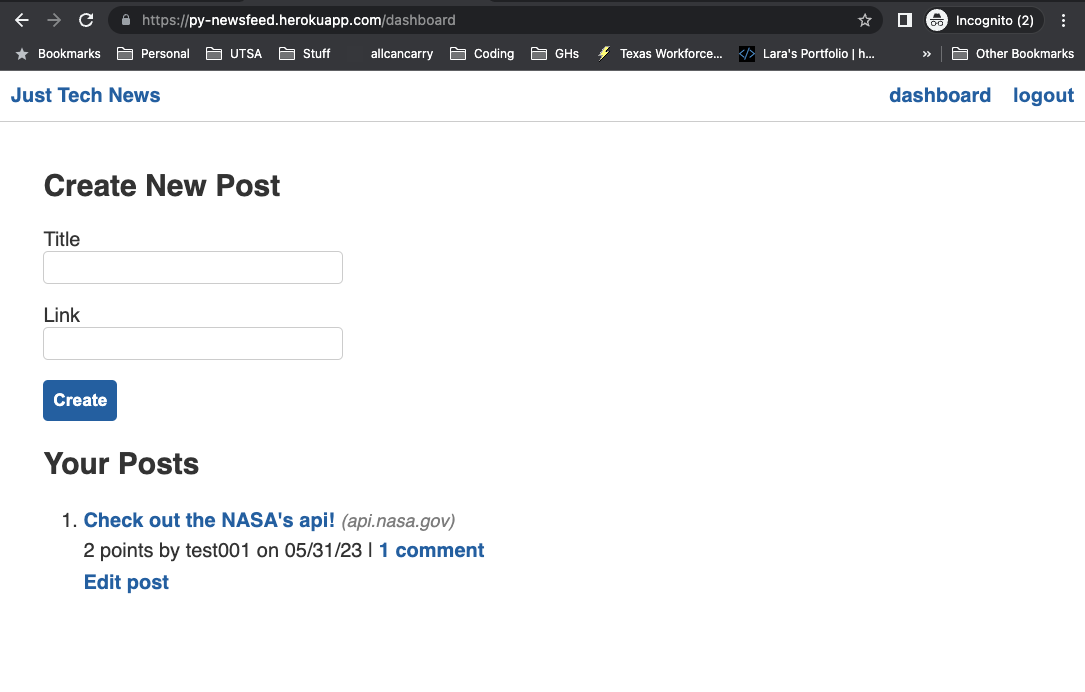 https://py-newsfeed.herokuapp.com/dashboard Incognito (2)
Bookmarks Personal UTSA Stuff allcancarry Coding GHs Texas Workforce... Lara's Portfolio | h... » Other Bookmarks
Just Tech News dashboard logout
Create New Post
Title
Link
Create
Your Posts
1. Check out the NASA's api! (api.nasa.gov)
2 points by test001 on 05/31/23 | 1 comment
Edit post